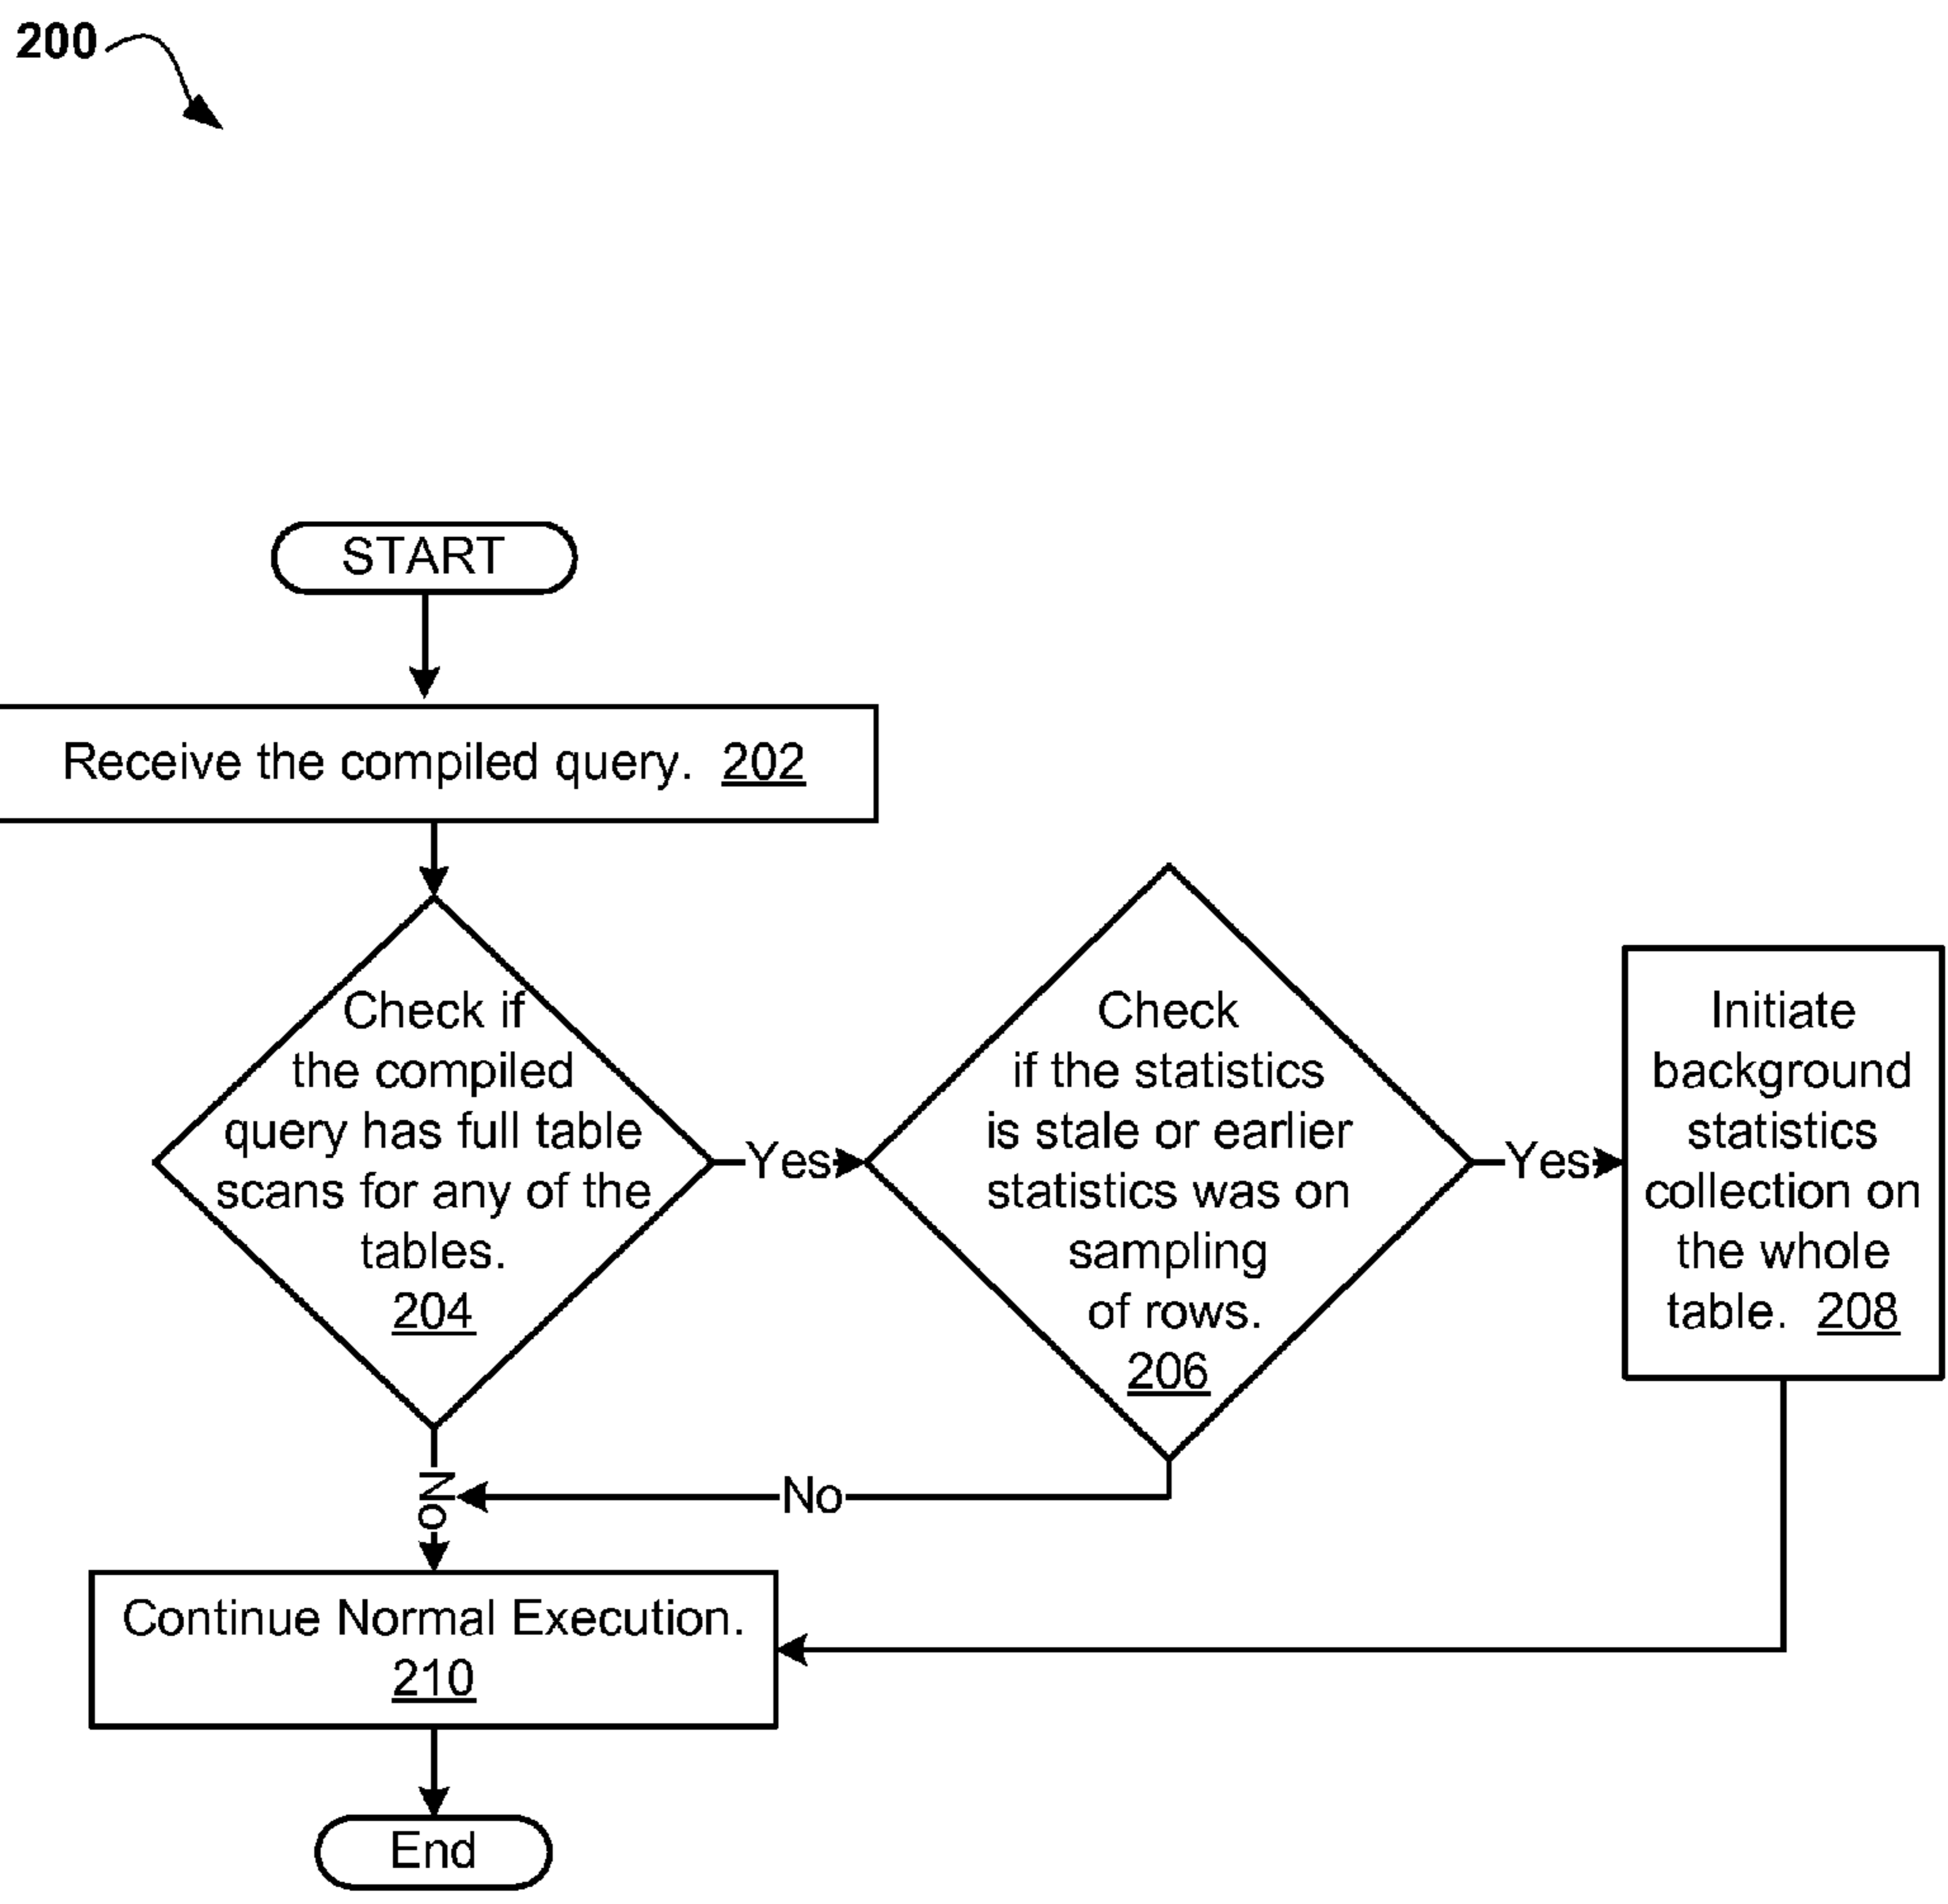 200
START
Receive the compiled query. 202
Check if
the compiled
query has full table
scans for any of the
tables.
204
Yes
Check
if the statistics
is stale or earlier
statistics was on
sampling
of rows.
206
Yes
Initiate
background
statistics
collection on
the whole
table. 208
No
No
Continue Normal Execution.
210
End